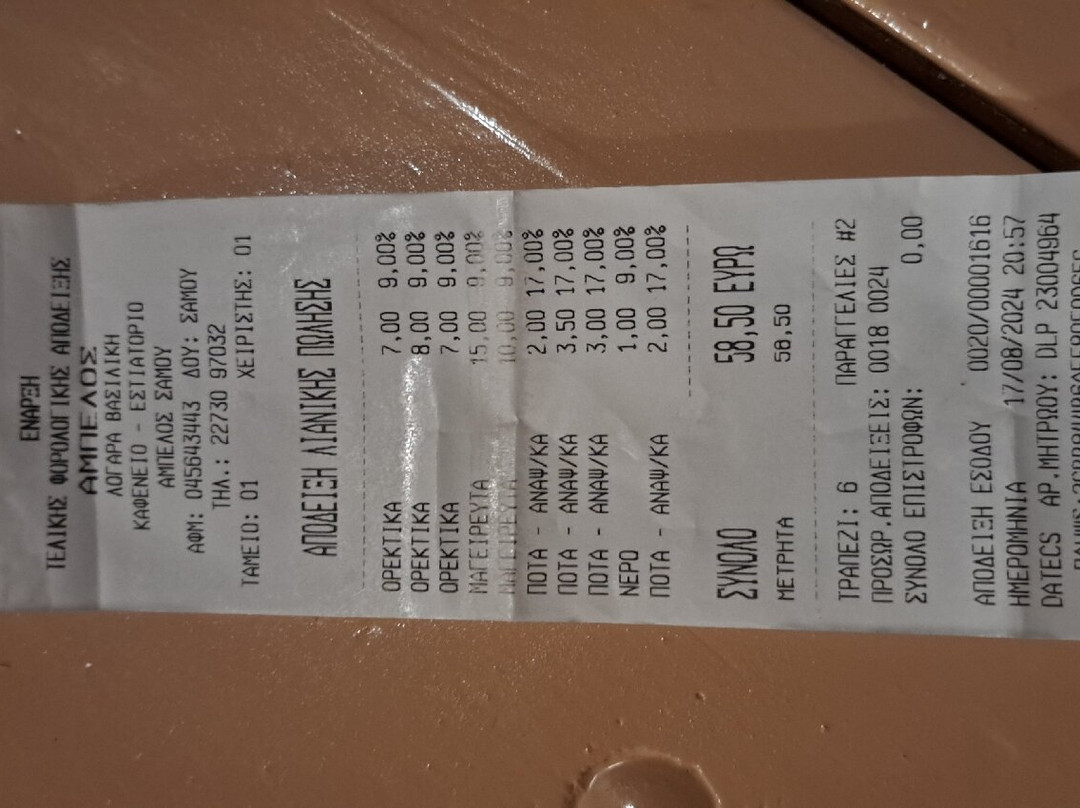 ΕΝΑΡΞΗ
ΤΕΛΙΚΗΣ ΦΟΡΟΛΟΓΙΚΗΣ ΑΠΟΔΕΙΞΗΣ
ΑΜΠΕΛΟΣ
ΛΟΓΑΡΑ ΒΑΣΙΛΙΚΗ
ΚΑΦΕΝΕΙΟ - ΕΣΤΙΑΤΟΡΙΟ
ΑΜΠΕΛΟΣ ΣΑΜΟΥ
ΑΦΜ: 045643443 ΔΟΥ: ΣΑΜΟΥ
ΤΗΛ.: 22730 97032
ΤΑΜΕΙΟ: 01 ΧΕΙΡΙΣΤΗΣ: 01
ΑΠΟΔΕΙΞΗ ΛΙΑΝΙΚΗΣ ΠΩΛΗΣΗΣ
ΟΡΕΚΤΙΚΑ 7,00 9,00%
ΟΡΕΚΤΙΚΑ 8,00 9,00%
ΟΡΕΚΤΙΚΑ 7,00 9,00%
ΜΑΓΕΙΡΕΥΤΑ 15,00 9,00%
ΜΑΓΕΙΡΕΥΤΑ 10,00 9,00%
ΠΟΤΑ - ΑΝΑΨ/ΚΑ 2,00 17,00%
ΠΟΤΑ - ΑΝΑΨ/ΚΑ 3,50 17,00%
ΠΟΤΑ - ΑΝΑΨ/ΚΑ 3,00 17,00%
ΝΕΡΟ 1,00 9,00%
ΠΟΤΑ - ΑΝΑΨ/ΚΑ 2,00 17,00%
ΣΥΝΟΛΟ 58,50 ΕΥΡΩ
ΜΕΤΡΗΤΑ 58,50
ΤΡΑΠΕΖΙ: 6 ΠΑΡΑΓΓΕΛΙΕΣ #2
ΠΡΟΣΩΡ.ΑΠΟΔΕΙΞΕΙΣ: 0018 0024
ΣΥΝΟΛΟ ΕΠΙΣΤΡΟΦΩΝ: 0,00
ΑΠΟΔΕΙΞΗ ΕΣΟΔΟΥ 0020/00001616
ΗΜΕΡΟΜΗΝΙΑ 17/08/2024 20:57
DATECS ΑΡ.ΜΗΤΡΩΟΥ: DLP 23004964